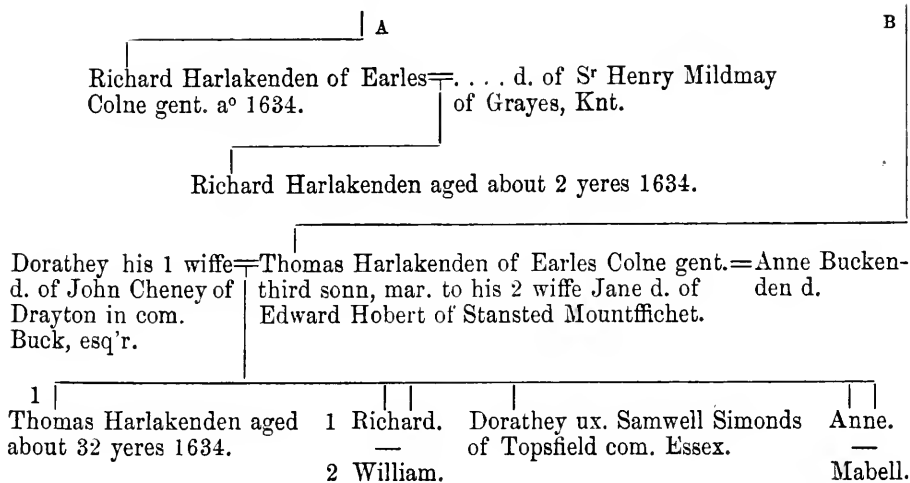 A
B
Richard Harlakenden of Earles=. . . . d. of Sʳ Henry Mildmay
Colne gent. aº 1634.
of Grayes, Knt.
Richard Harlakenden aged about 2 yeres 1634.
Dorathey his 1 wiffe=Thomas Harlakenden of Earles Colne gent.=Anne Bucken-
d. of John Cheney of
Drayton in com.
Buck, esq'r.
third sonn, mar. to his 2 wiffe Jane d. of
Edward Hobert of Stansted Mountffichet.
den d.
1
Thomas Harlakenden aged
about 32 yeres 1634.
1 Richard.
—
2 William.
Dorathey ux. Samwell Simonds
of Topsfield com. Essex.
Anne.
—
Mabell.